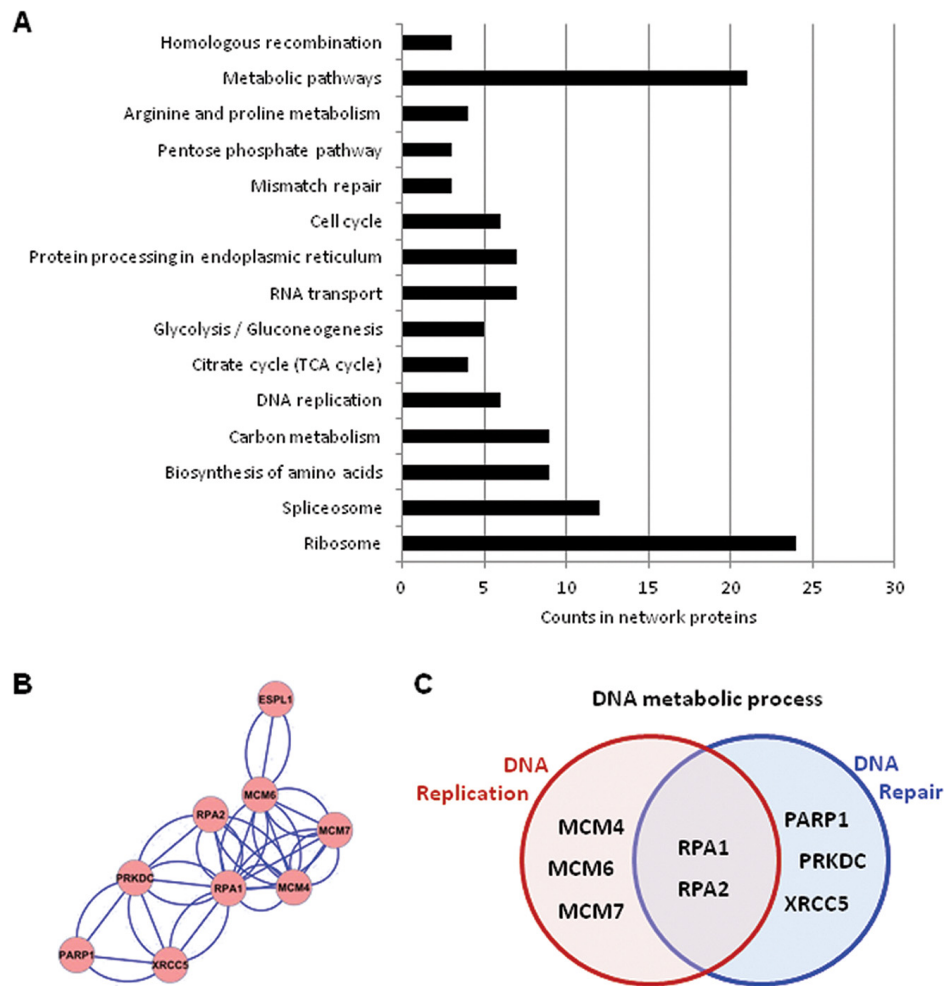 A
Homologous recombination
Metabolic pathways
Arginine and proline metabolism
Pentose phosphate pathway
Mismatch repair
Cell cycle
Protein processing in endoplasmic reticulum
RNA transport
Glycolysis / Gluconeogenesis
Citrate cycle (TCA cycle)
DNA replication
Carbon metabolism
Biosynthesis of amino acids
Spliceosome
Ribosome
0 5 10 15 20 25 30
Counts in network proteins
B
ESPL1
MCM6
RPA2
MCM7
PRKDC
RPA1
MCM4
PARP1
XRCC5
C
DNA metabolic process
DNA
Replication
DNA
Repair
MCM4
MCM6
MCM7
RPA1
RPA2
PARP1
PRKDC
XRCC5